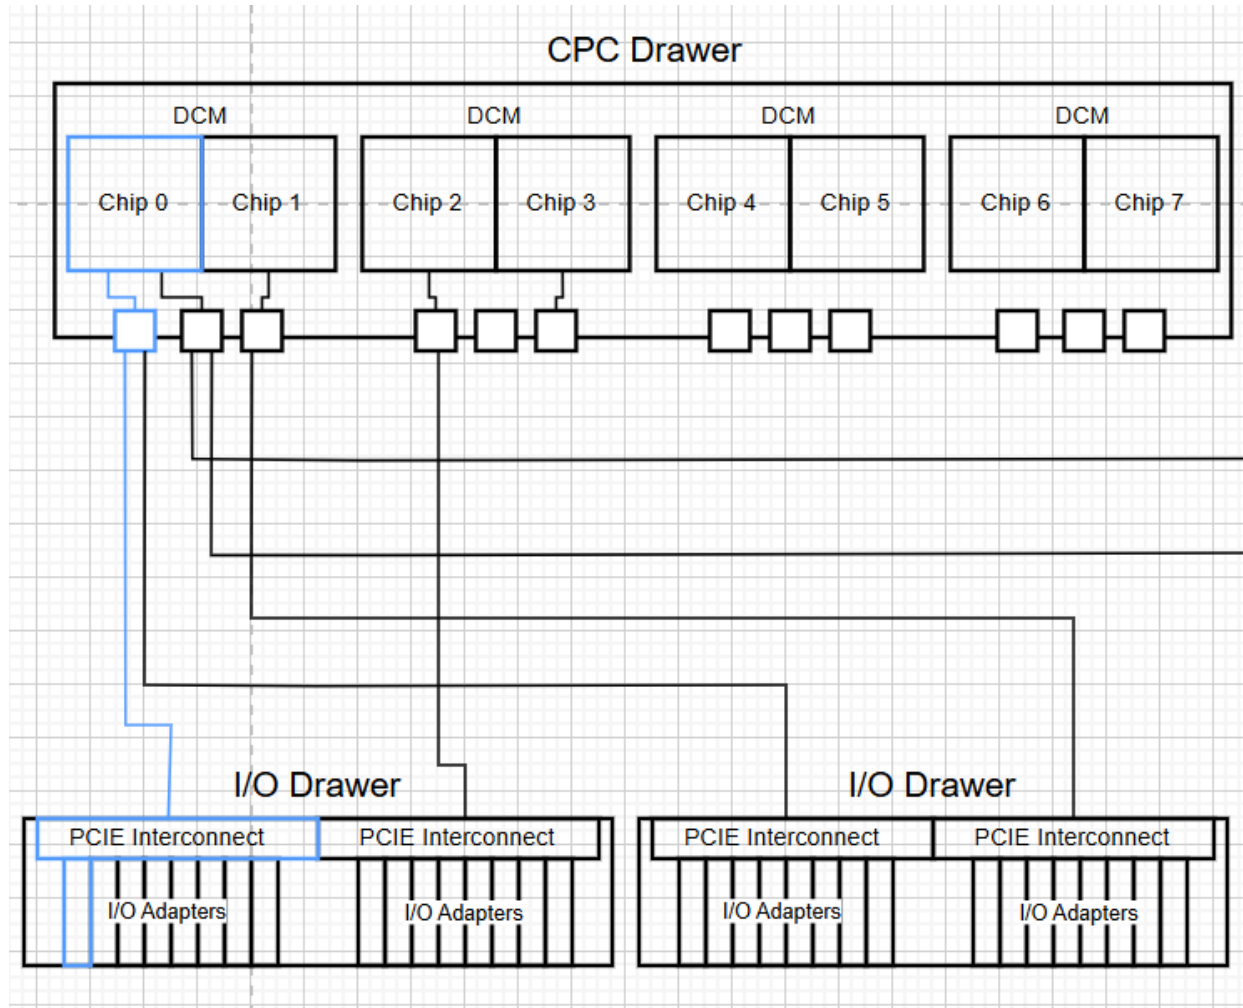 CPC Drawer
DCM
DCM
DCM
DCM
Chip 0
Chip 1
Chip 2
Chip 3
Chip 4
Chip 5
Chip 6
Chip 7
I/O Drawer
I/O Drawer
PCIE Interconnect
PCIE Interconnect
PCIE Interconnect
PCIE Interconnect
I/O Adapters
I/O Adapters
I/O Adapters
I/O Adapters